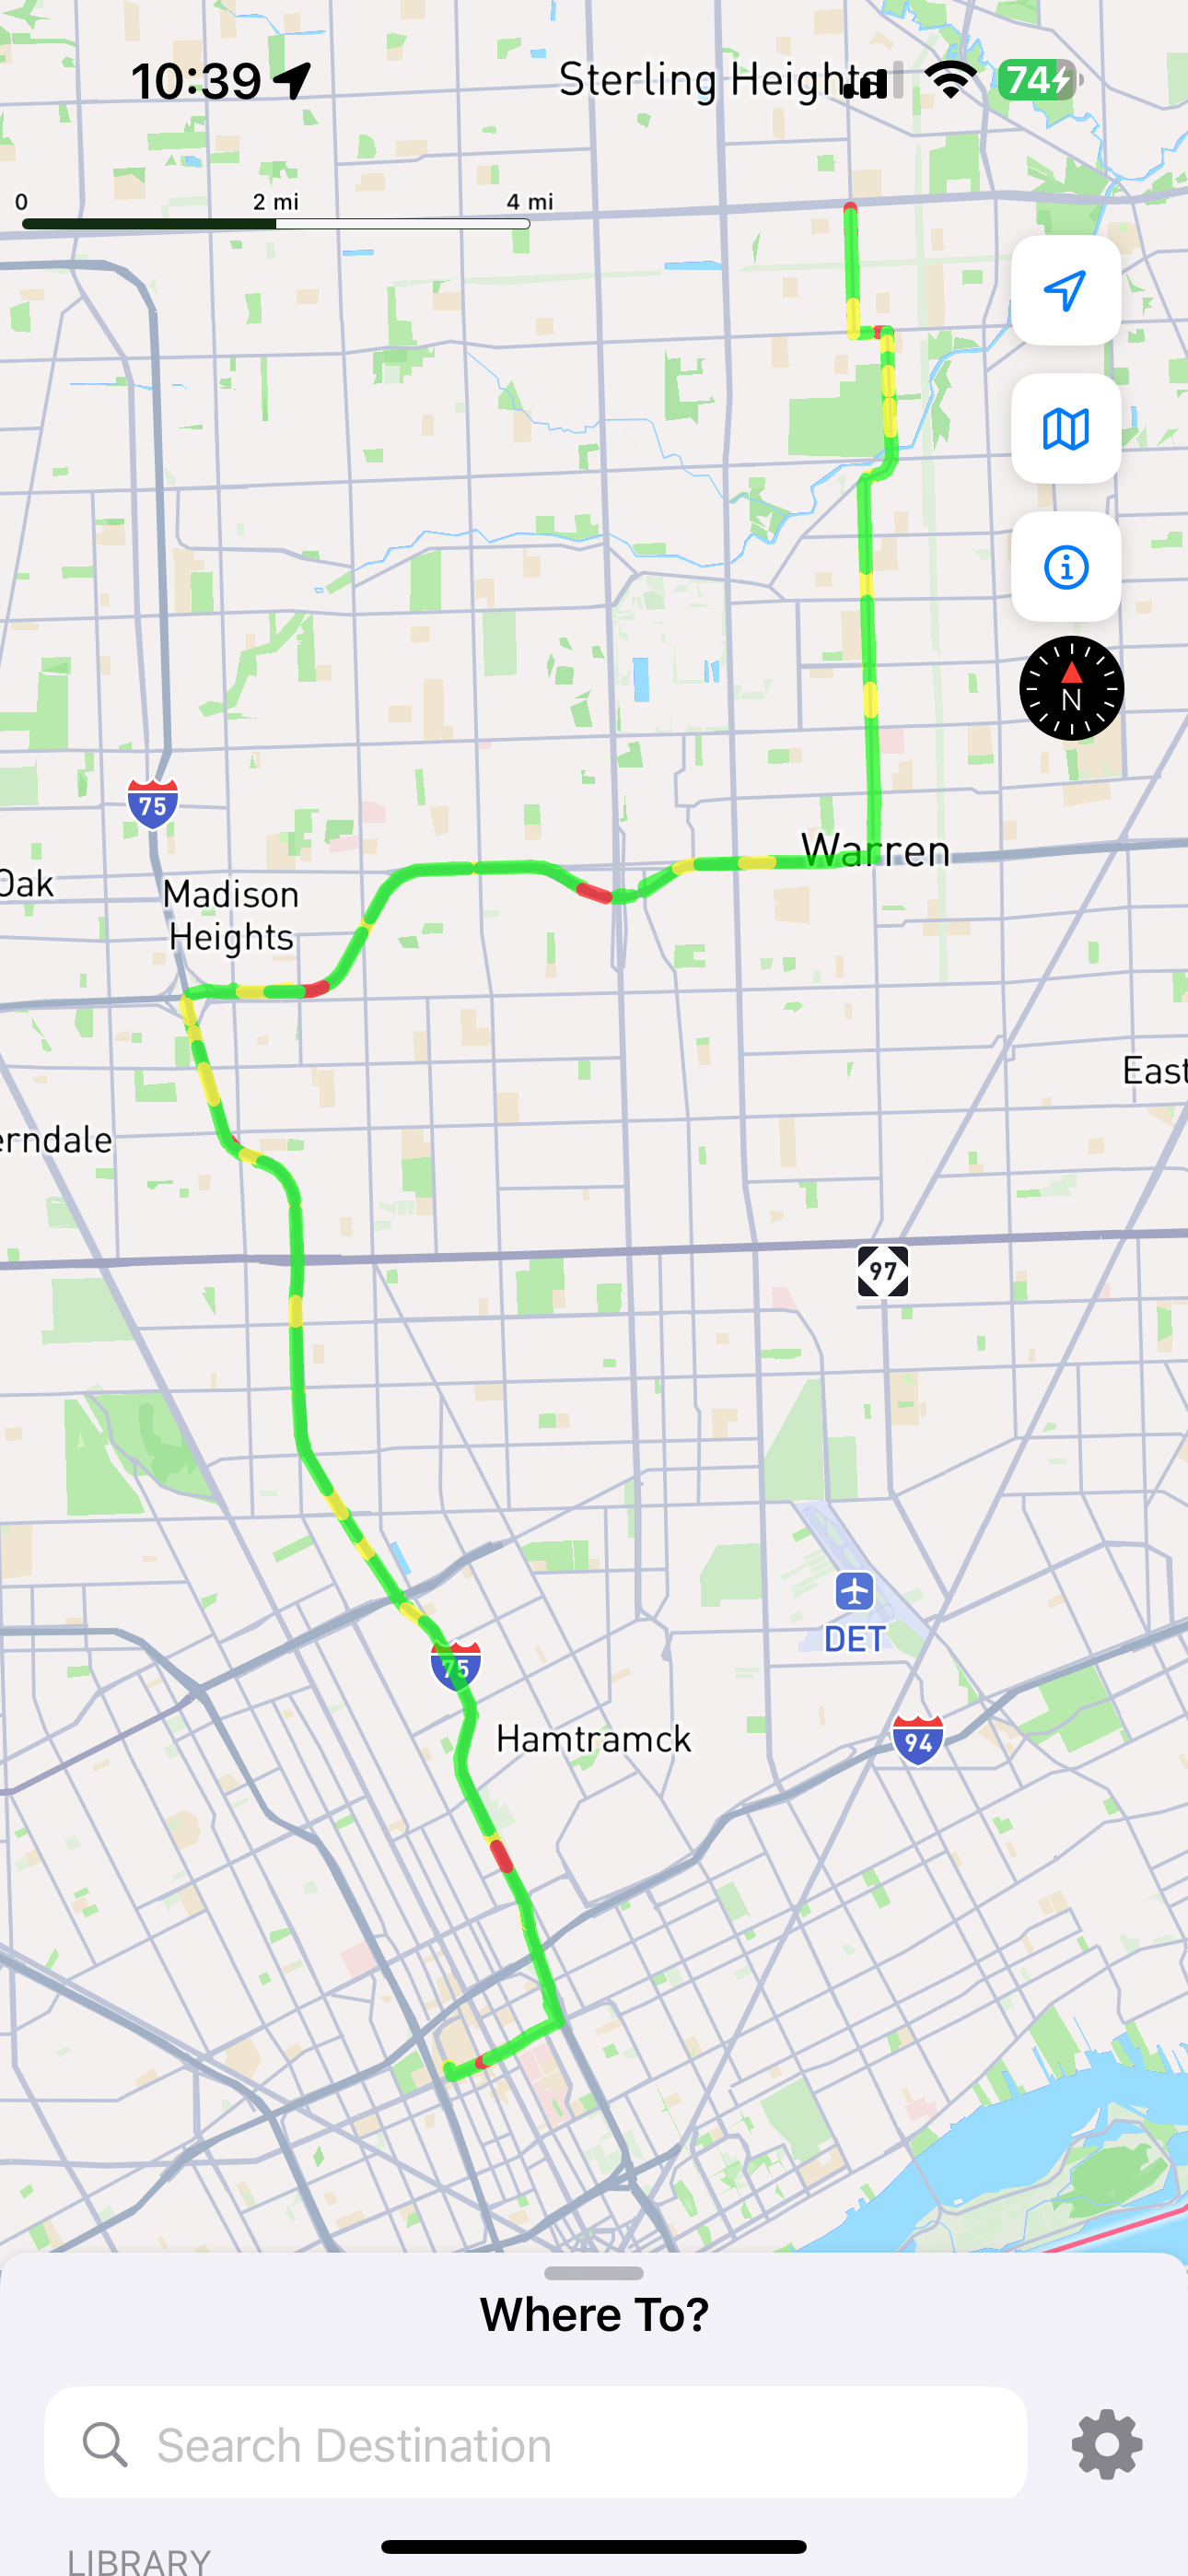 10:39
Sterling Heights
74
0
2 mi
4 mi
N
75
Warren
Oak
Madison
Heights
East
erndale
97
DET
75
Hamtramck
94
Where To?
Search Destination
LIBRARY